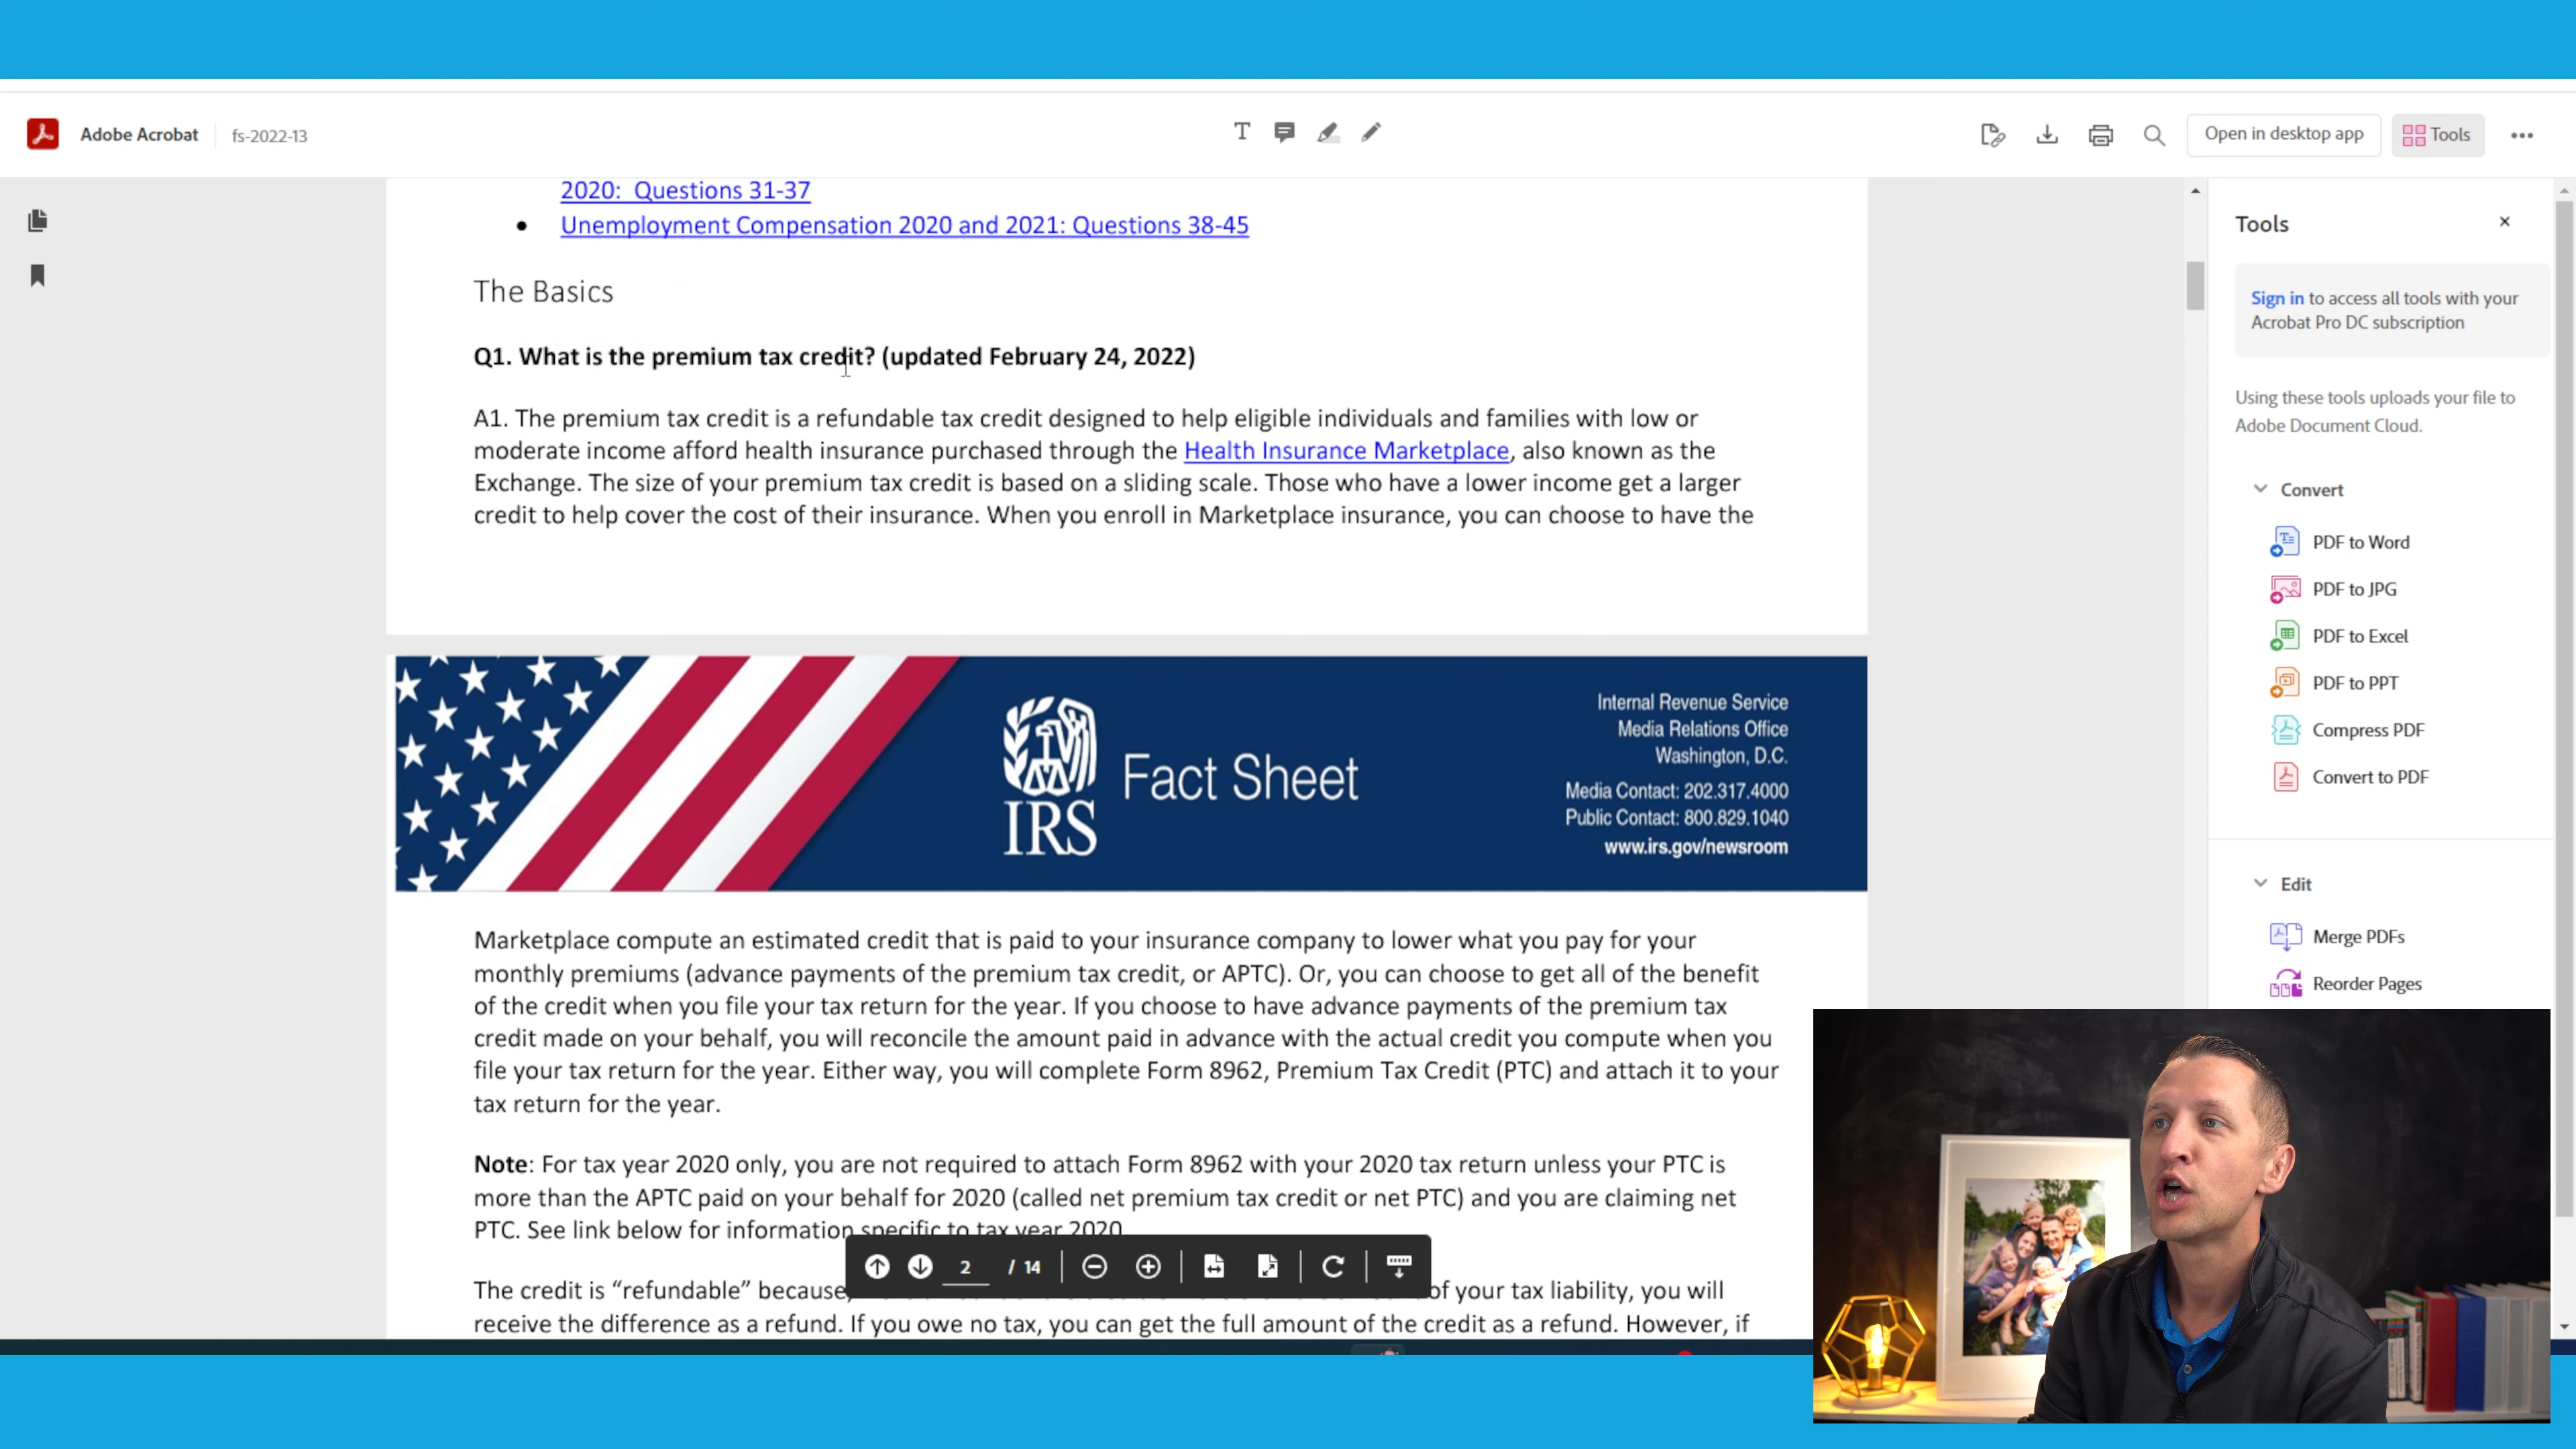 Adobe Acrobat
fs-2022-13
Open in desktop app
Tools
2020: Questions 31-37
• Unemployment Compensation 2020 and 2021: Questions 38-45
The Basics
Q1. What is the premium tax credit? (updated February 24, 2022)
A1. The premium tax credit is a refundable tax credit designed to help eligible individuals and families with low or
moderate income afford health insurance purchased through the Health Insurance Marketplace, also known as the
Exchange. The size of your premium tax credit is based on a sliding scale. Those who have a lower income get a larger
credit to help cover the cost of their insurance. When you enroll in Marketplace insurance, you can choose to have the
IRS
Fact Sheet
Internal Revenue Service
Media Relations Office
Washington, D.C.
Media Contact: 202.317.4000
Public Contact: 800.829.1040
www.irs.gov/newsroom
Marketplace compute an estimated credit that is paid to your insurance company to lower what you pay for your
monthly premiums (advance payments of the premium tax credit, or APTC). Or, you can choose to get all of the benefit
of the credit when you file your tax return for the year. If you choose to have advance payments of the premium tax
credit made on your behalf, you will reconcile the amount paid in advance with the actual credit you compute when you
file your tax return for the year. Either way, you will complete Form 8962, Premium Tax Credit (PTC) and attach it to your
tax return for the year.
Note: For tax year 2020 only, you are not required to attach Form 8962 with your 2020 tax return unless your PTC is
more than the APTC paid on your behalf for 2020 (called net premium tax credit or net PTC) and you are claiming net
PTC. See link below for information specific to tax year 2020
2 / 14
The credit is “refundable” because, of your tax liability, you will
receive the difference as a refund. If you owe no tax, you can get the full amount of the credit as a refund. However, if
Tools
Sign in to access all tools with your
Acrobat Pro DC subscription
Using these tools uploads your file to
Adobe Document Cloud.
Convert
PDF to Word
PDF to JPG
PDF to Excel
PDF to PPT
Compress PDF
Convert to PDF
Edit
Merge PDFs
Reorder Pages